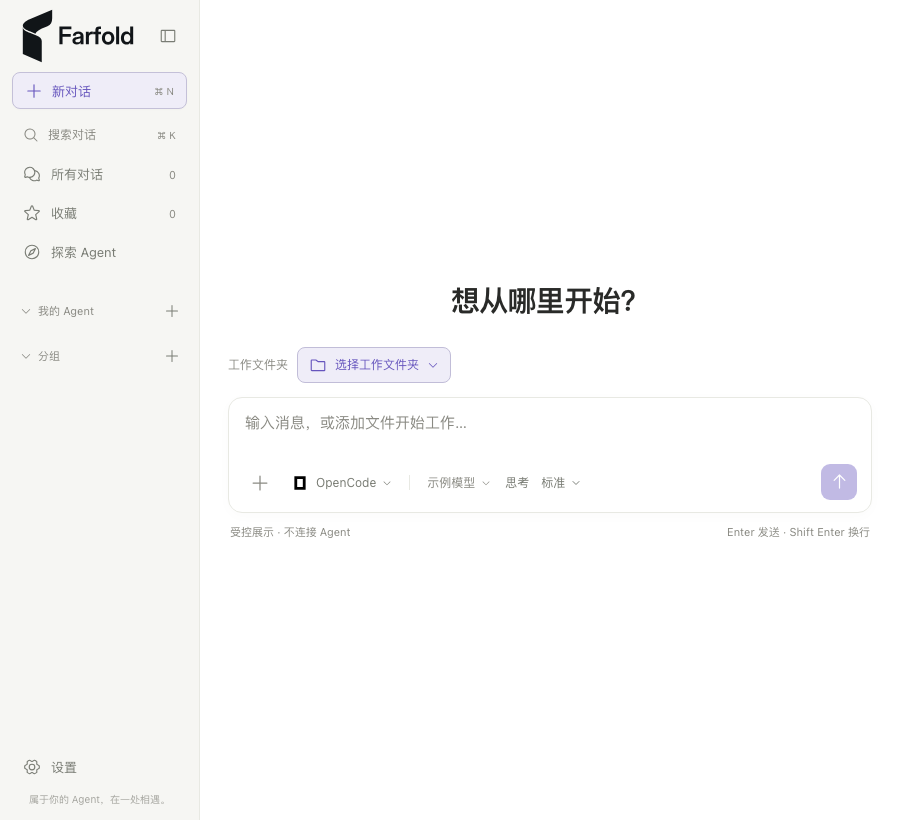 Farfold
新对话 ⌘ N
搜索对话 ⌘ K
所有对话 0
收藏 0
探索 Agent
我的 Agent
分组
设置
属于你的 Agent，在一处相遇。
想从哪里开始?
工作文件夹 选择工作文件夹
输入消息，或添加文件开始工作...
OpenCode 示例模型 思考 标准
受控展示 · 不连接 Agent
Enter 发送 · Shift Enter 换行